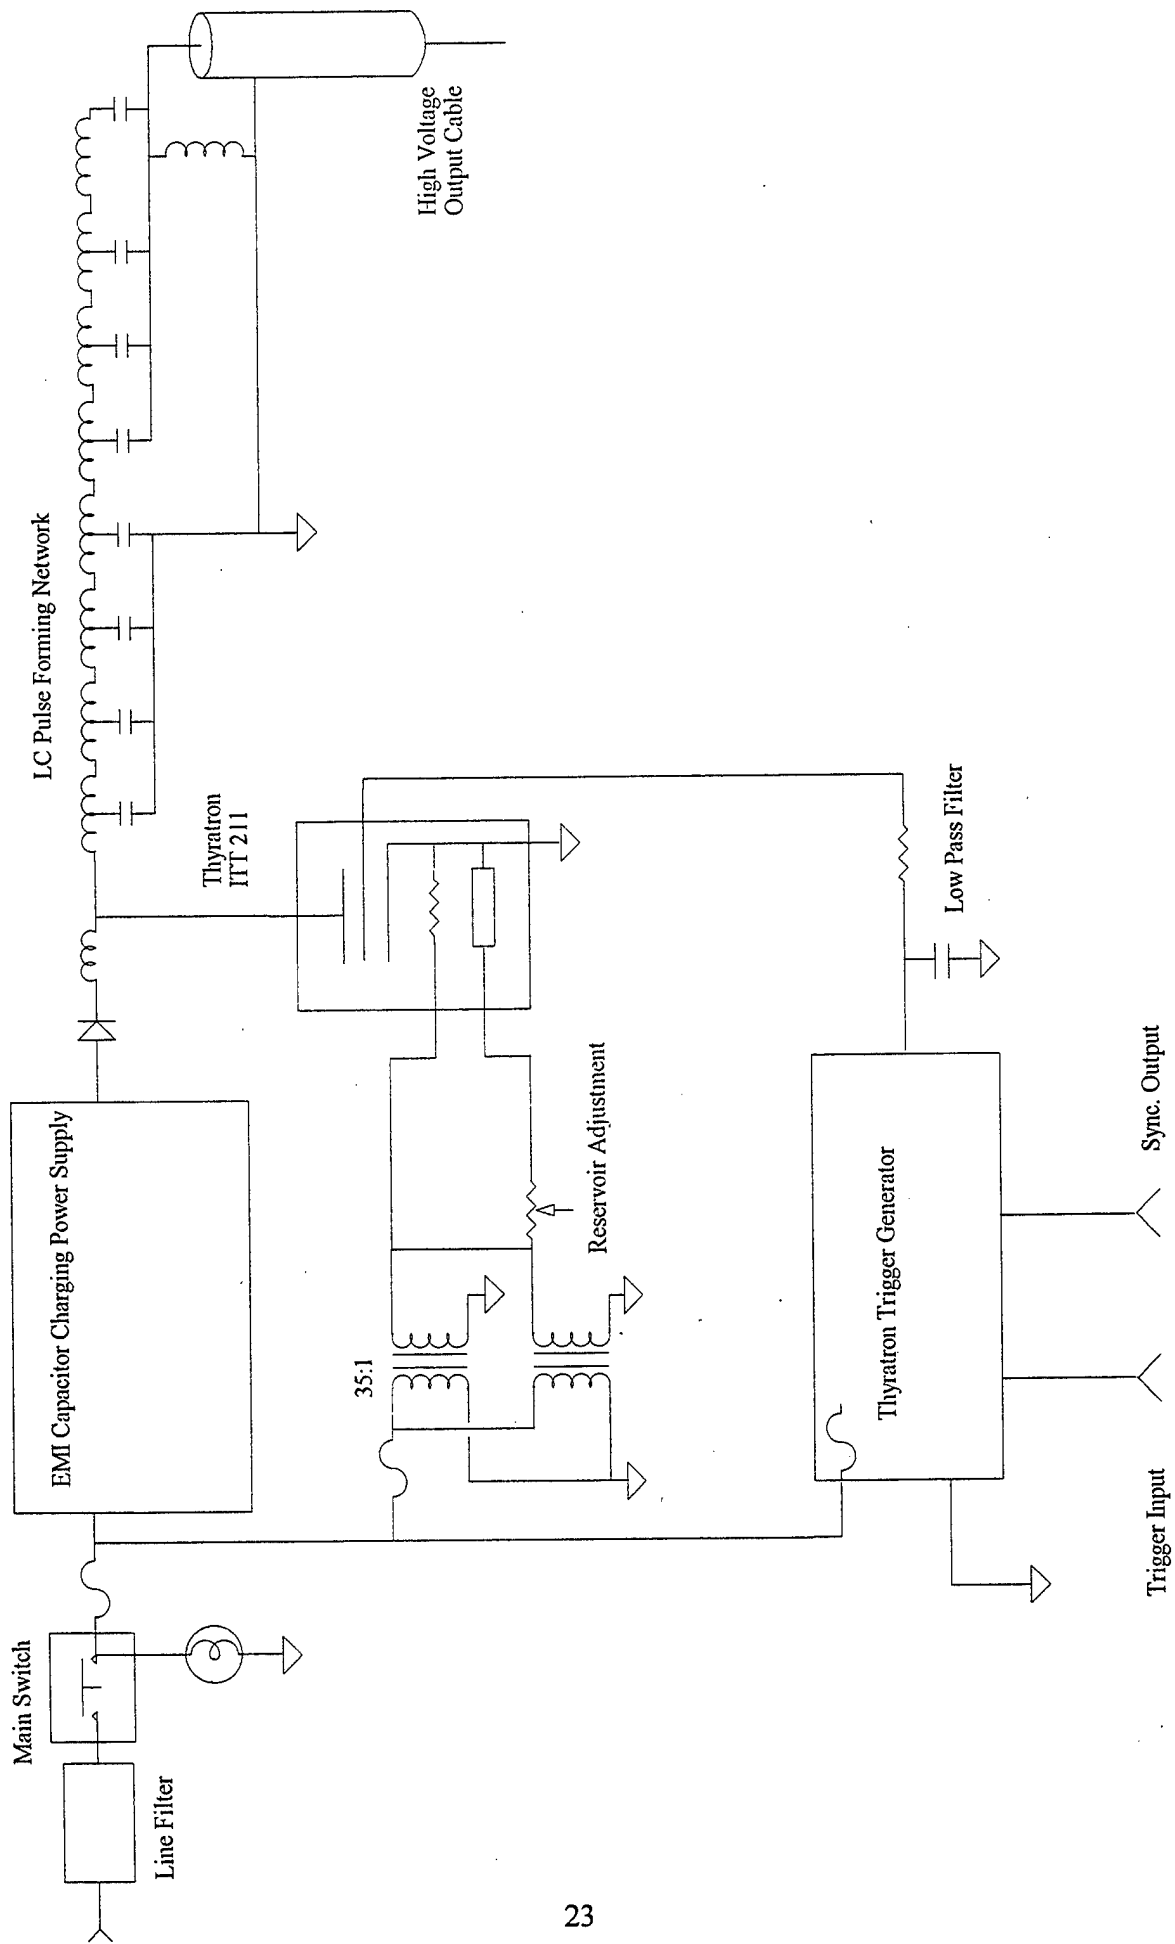 Main Switch
Line Filter
EMI Capacitor Charging Power Supply
LC Pulse Forming Network
High Voltage
Output Cable
Thyratron
ITT 211
35:1
Reservoir Adjustment
Low Pass Filter
Thyratron Trigger Generator
Trigger Input
Sync. Output
23